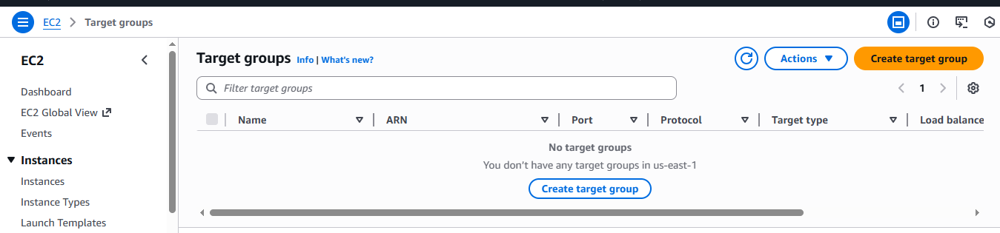 EC2 > Target groups
EC2
Dashboard
EC2 Global View
Events
Instances
Instances
Instance Types
Launch Templates
Target groups Info | What's new?
Actions
Create target group
Filter target groups
1
Name ARN Port Protocol Target type Load balance
No target groups
You don’t have any target groups in us-east-1
Create target group